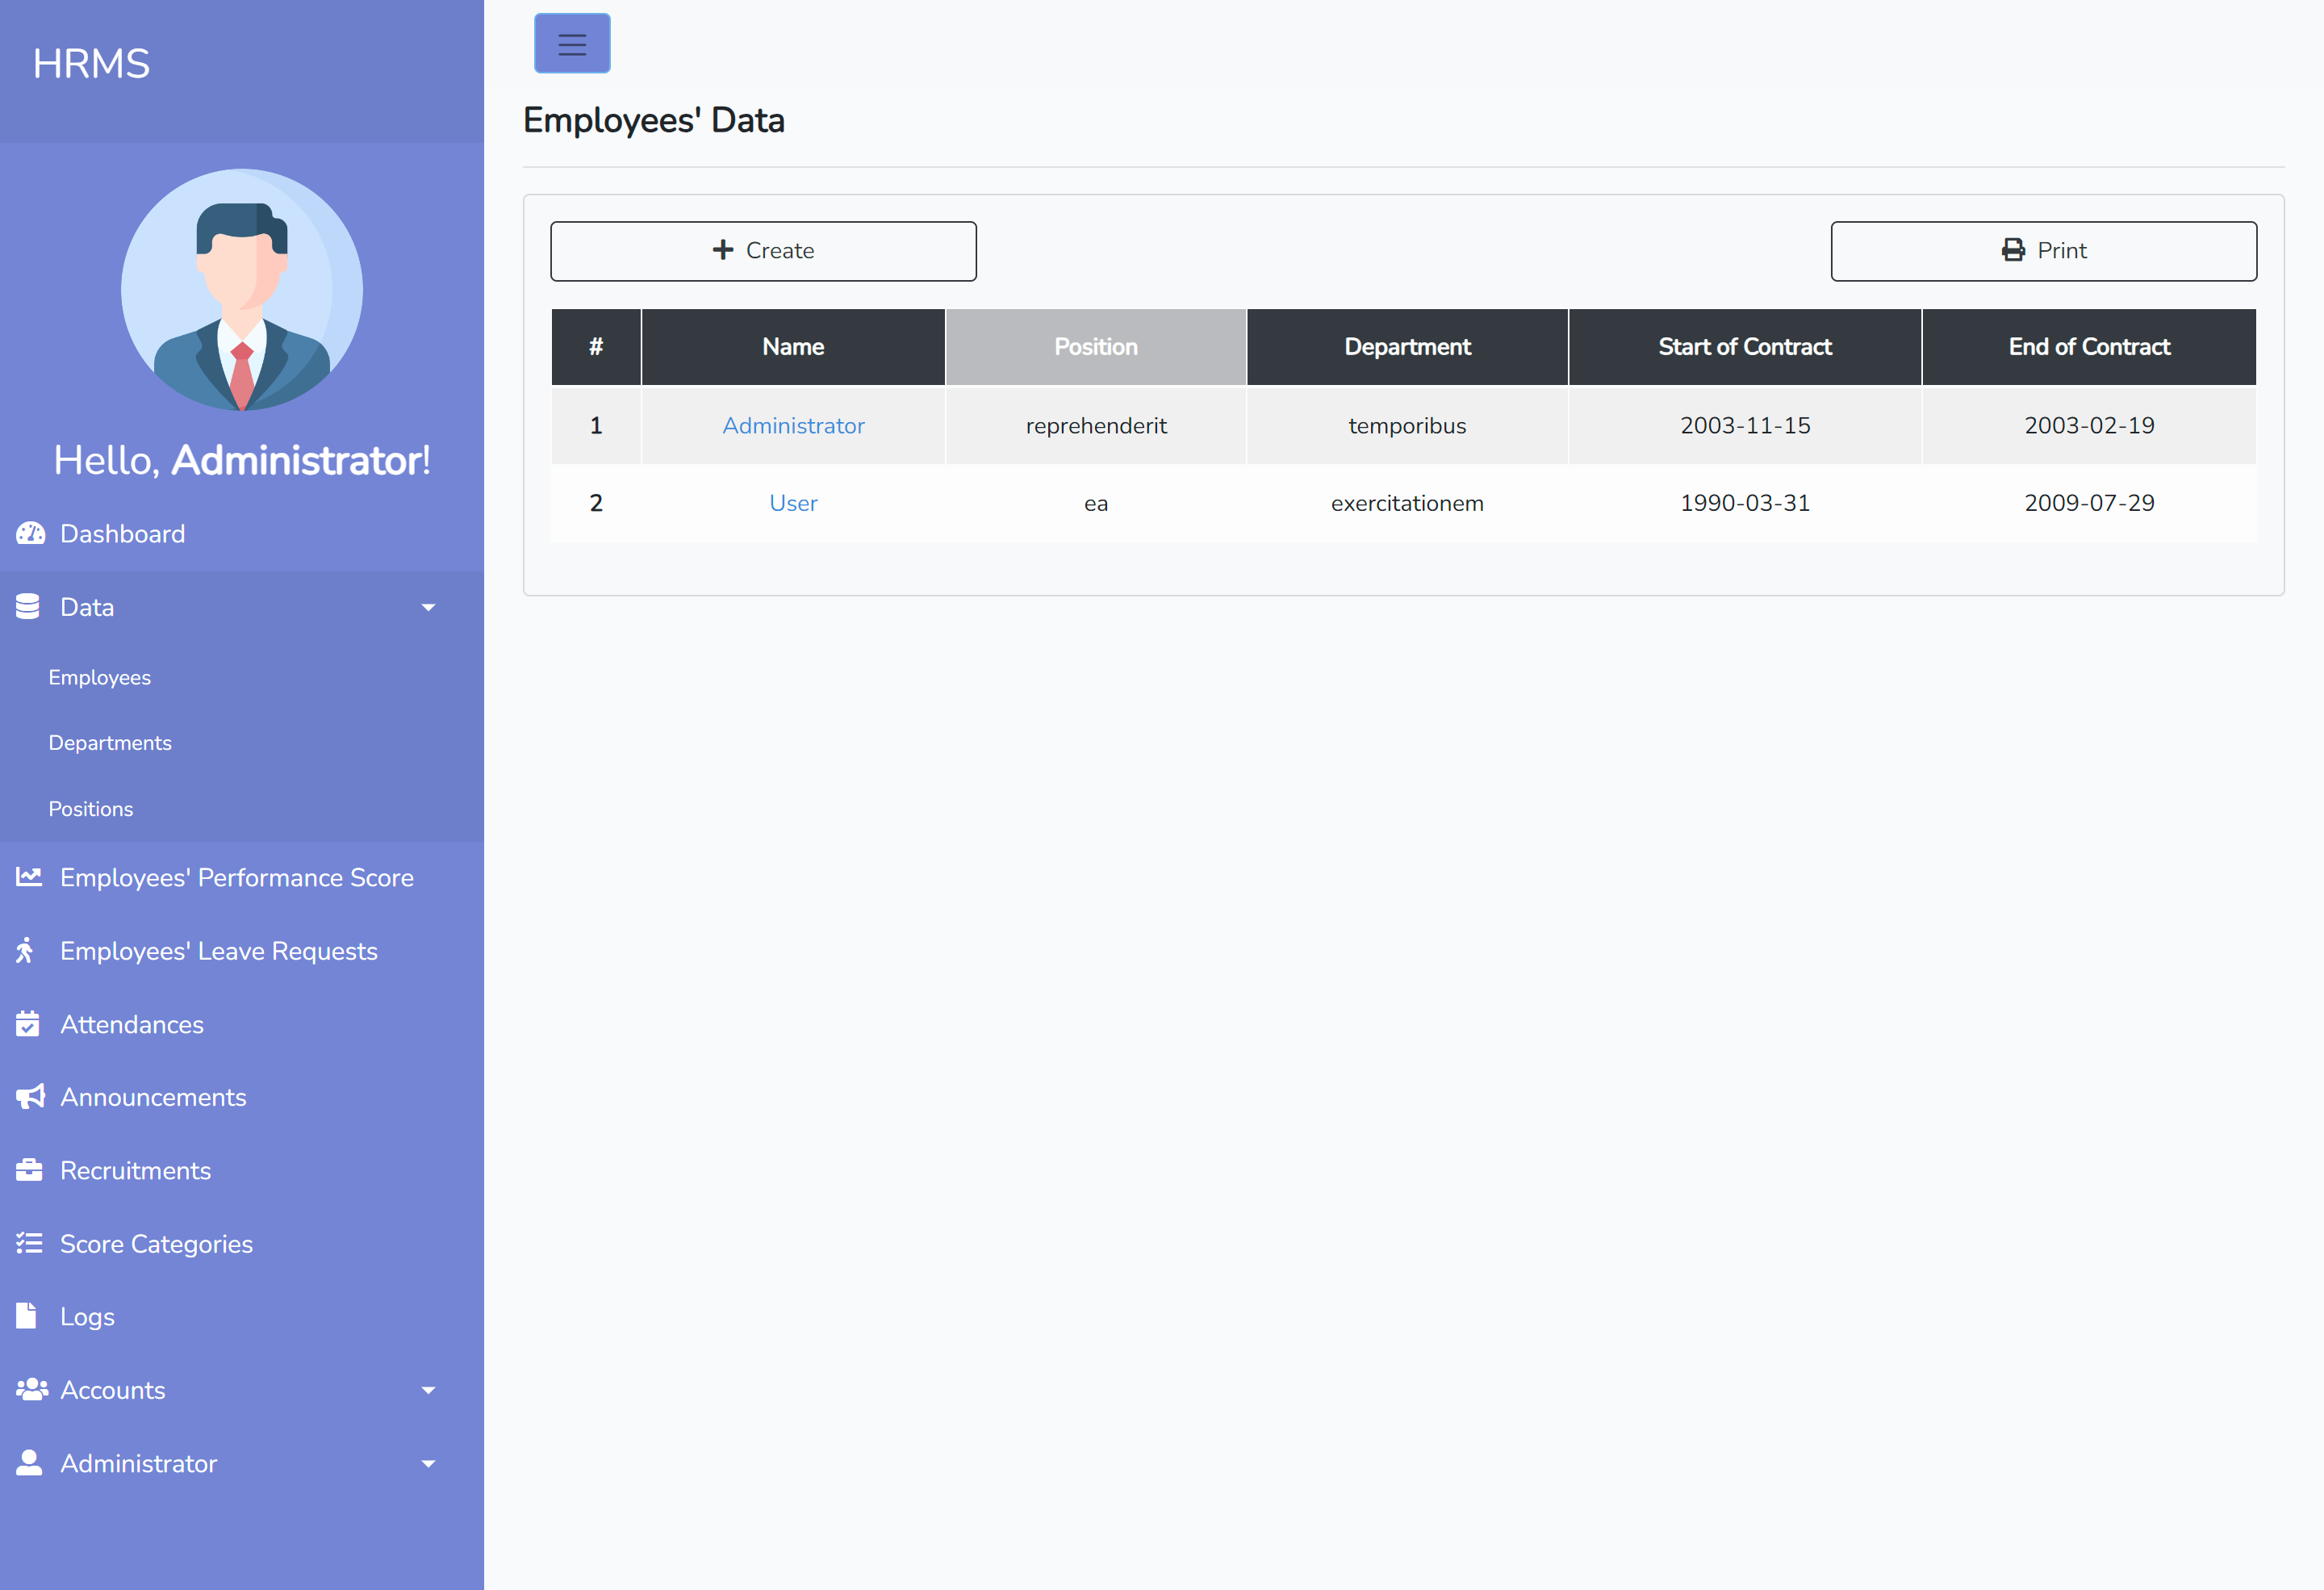 HRMS
Hello, Administrator!
Dashboard
Data
Employees
Departments
Positions
Employees' Performance Score
Employees' Leave Requests
Attendances
Announcements
Recruitments
Score Categories
Logs
Accounts
Administrator
Employees' Data
Create Print
# Name Position Department Start of Contract End of Contract
1 Administrator reprehenderit temporibus 2003-11-15 2003-02-19
2 User ea exercitationem 1990-03-31 2009-07-29